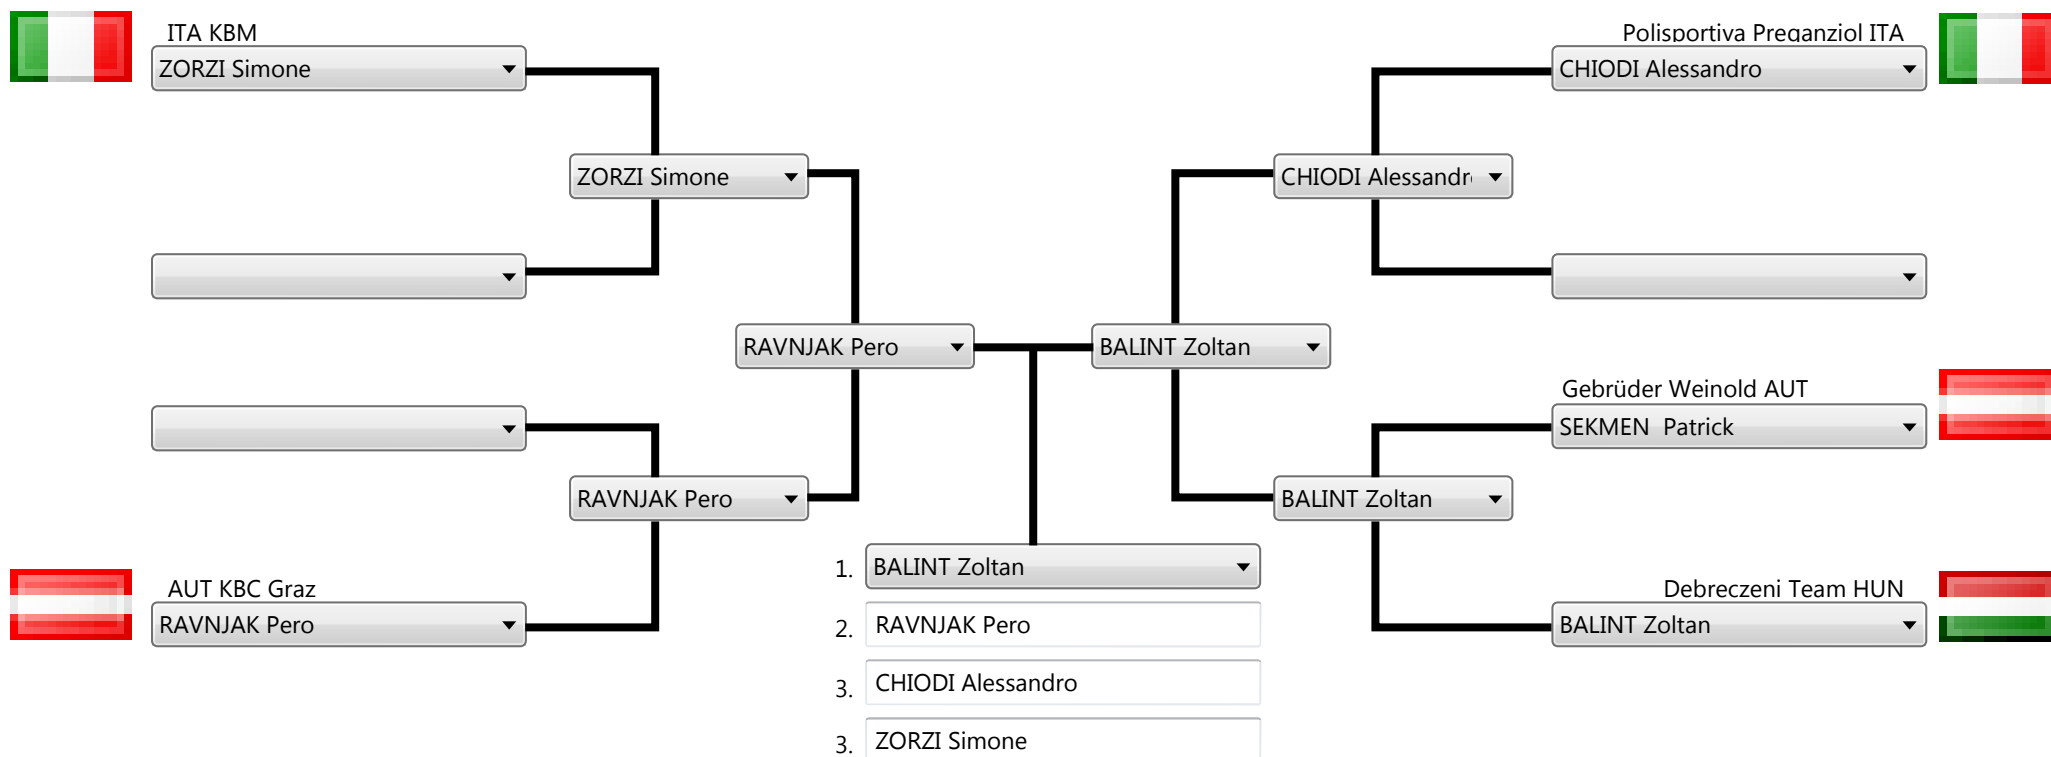 ITA KBM
ZORZI Simone
Polisportiva Preganziol ITA
CHIODI Alessandro
ZORZI Simone
CHIODI Alessandr
RAVNJAK Pero
BALINT Zoltan
Gebrüder Weinold AUT
SEKMEN Patrick
RAVNJAK Pero
BALINT Zoltan
AUT KBC Graz
RAVNJAK Pero
Debreczeni Team HUN
BALINT Zoltan
1. BALINT Zoltan
2. RAVNJAK Pero
3. CHIODI Alessandro
3. ZORZI Simone